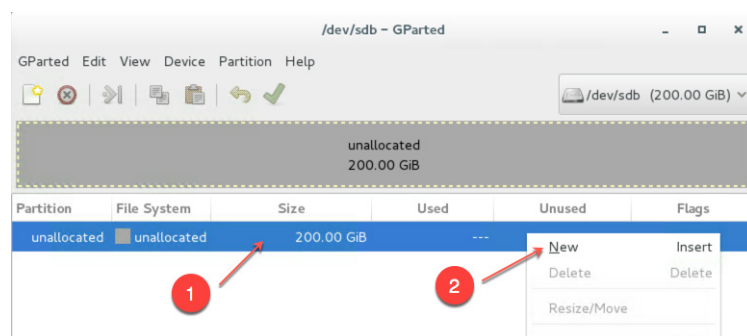 /dev/sdb – GParted
GParted Edit View Device Partition Help
/dev/sdb (200.00 GiB)
unallocated
200.00 GiB
Partition File System Size Used Unused Flags
unallocated unallocated 200.00 GiB ---
New Insert
1 2
Delete Delete
Resize/Move